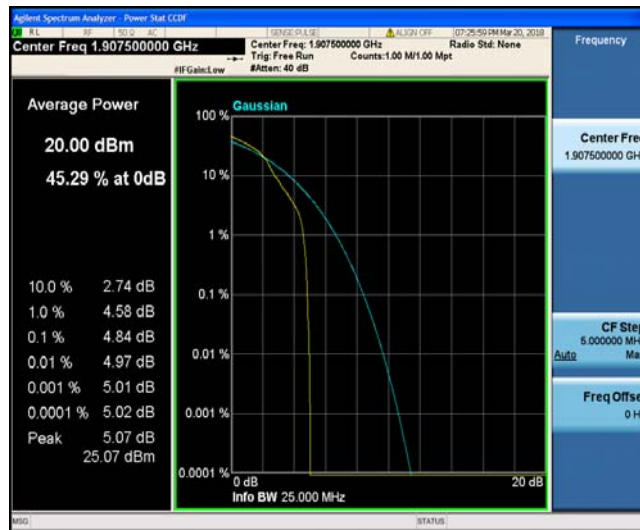 Agilent Spectrum Analyzer - Power Stat CCDF
RL RF 50 Ω AC SENSE:PULSE ALIGN OFF 07:25:59 PM Mar 20, 2018
Center Freq 1.907500000 GHz
Center Freq: 1.907500000 GHz Radio Std: None
Trig: Free Run Counts:1.00 M/1.00 Mpt
#IFGain:Low #Atten: 40 dB
Frequency
Average Power
20.00 dBm
45.29 % at 0dB
10.0 % 2.74 dB
1.0 % 4.58 dB
0.1 % 4.84 dB
0.01 % 4.97 dB
0.001 % 5.01 dB
0.0001 % 5.02 dB
Peak 5.07 dB
25.07 dBm
Gaussian
100 %
10 %
1 %
0.1 %
0.01 %
0.001 %
0.0001 %
0 dB 20 dB
Info BW 25.000 MHz
Center Fre
1.907500000 GH
CF Step
5.000000 MH
Auto Ma
Freq Offse
0 H
MSG STATUS